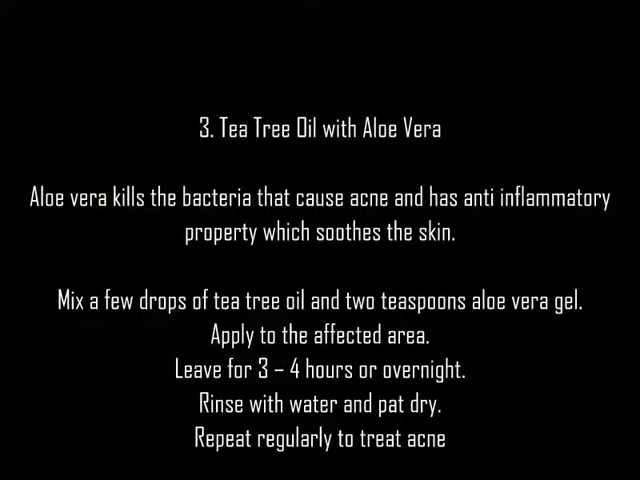 3. Tea Tree Oil with Aloe Vera
Aloe vera kills the bacteria that cause acne and has anti inflammatory
property which soothes the skin.
Mix a few drops of tea tree oil and two teaspoons aloe vera gel.
Apply to the affected area.
Leave for 3 – 4 hours or overnight.
Rinse with water and pat dry.
Repeat regularly to treat acne